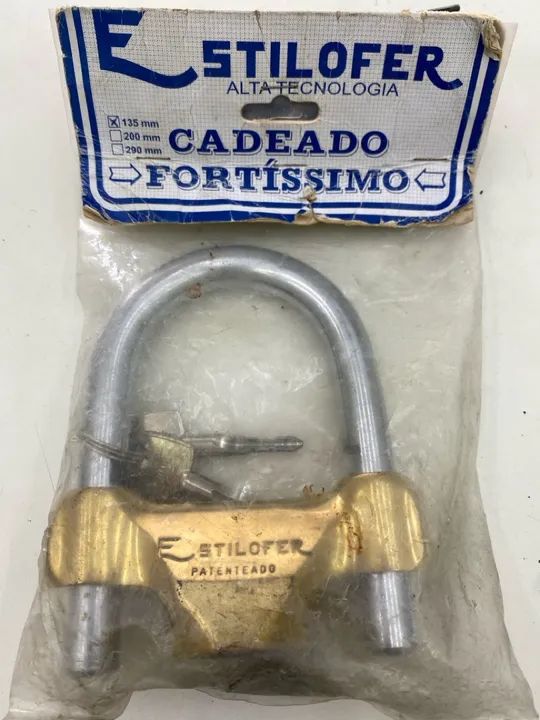 ESTILOFER
ALTA TECNOLOGIA
135 mm
200 mm
290 mm
CADEADO
FORTÍSSIMO
ESTILOFER
PATENTEADO